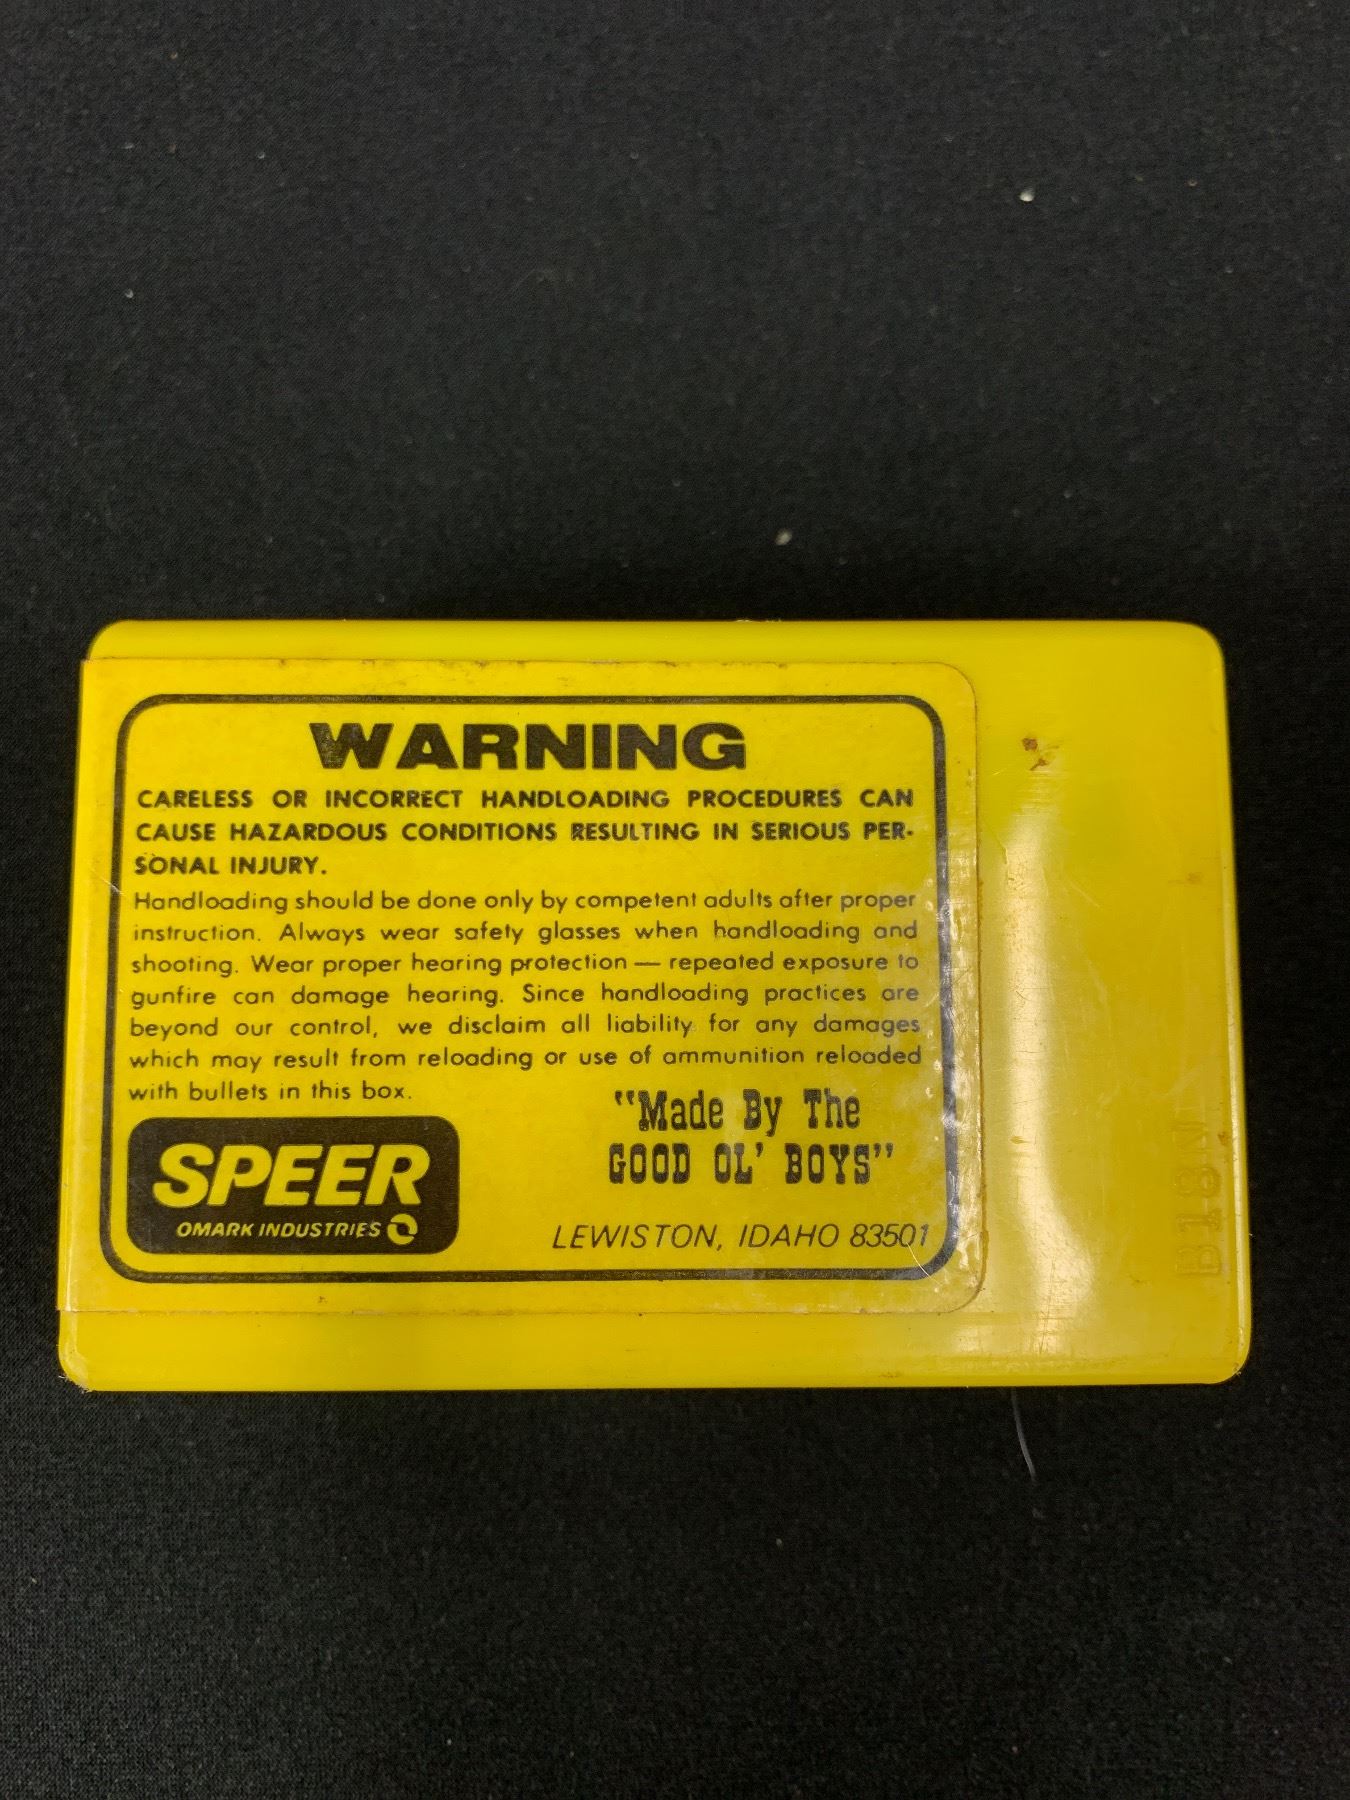 WARNING
CARELESS OR INCORRECT HANDLOADING PROCEDURES CAN
CAUSE HAZARDOUS CONDITIONS RESULTING IN SERIOUS PER-
SONAL INJURY.
Handloading should be done only by competent adults after proper
instruction. Always wear safety glasses when handloading and
shooting. Wear proper hearing protection — repeated exposure to
gunfire can damage hearing. Since handloading practices are
beyond our control, we disclaim all liability for any damages
which may result from reloading or use of ammunition reloaded
with bullets in this box.
"Made By The
GOOD OL' BOYS"
SPEER
OMARK INDUSTRIES
LEWISTON, IDAHO 83501